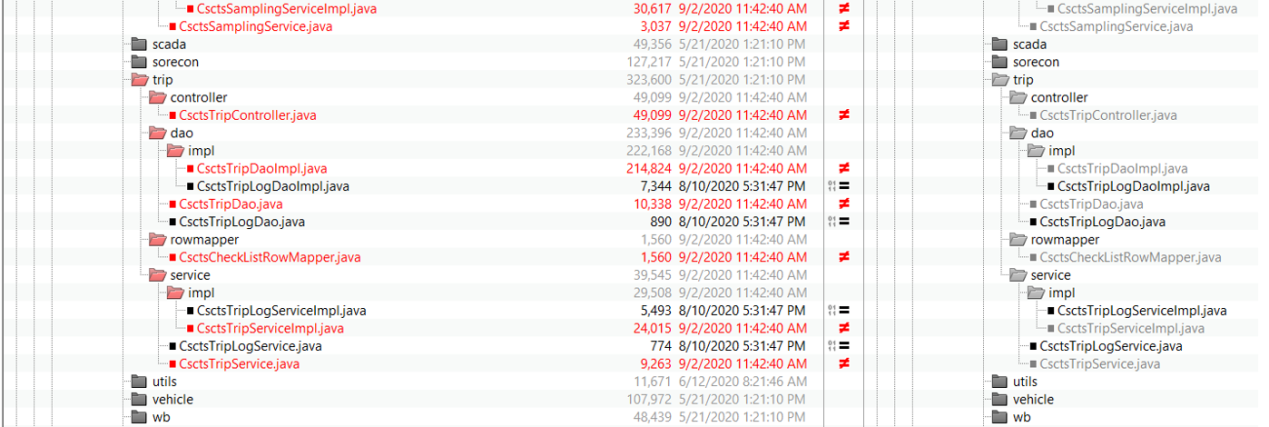 CsctsSamplingServiceImpl.java 30,617 9/2/2020 11:42:40 AM ≠ CsctsSamplingServiceImpl.java
CsctsSamplingService.java 3,037 9/2/2020 11:42:40 AM ≠ CsctsSamplingService.java
scada 49,356 5/21/2020 1:21:10 PM scada
sorecon 127,217 5/21/2020 1:21:10 PM sorecon
trip 323,600 5/21/2020 1:21:10 PM trip
controller 49,099 9/2/2020 11:42:40 AM controller
CsctsTripController.java 49,099 9/2/2020 11:42:40 AM ≠ CsctsTripController.java
dao 233,396 9/2/2020 11:42:40 AM dao
impl 222,168 9/2/2020 11:42:40 AM impl
CsctsTripDaoImpl.java 214,824 9/2/2020 11:42:40 AM ≠ CsctsTripDaoImpl.java
CsctsTripLogDaoImpl.java 7,344 8/10/2020 5:31:47 PM = CsctsTripLogDaoImpl.java
CsctsTripDao.java 10,338 9/2/2020 11:42:40 AM ≠ CsctsTripDao.java
CsctsTripLogDao.java 890 8/10/2020 5:31:47 PM = CsctsTripLogDao.java
rowmapper 1,560 9/2/2020 11:42:40 AM rowmapper
CsctsCheckListRowMapper.java 1,560 9/2/2020 11:42:40 AM ≠ CsctsCheckListRowMapper.java
service 39,545 9/2/2020 11:42:40 AM service
impl 29,508 9/2/2020 11:42:40 AM impl
CsctsTripLogServiceImpl.java 5,493 8/10/2020 5:31:47 PM = CsctsTripLogServiceImpl.java
CsctsTripServiceImpl.java 24,015 9/2/2020 11:42:40 AM ≠ CsctsTripServiceImpl.java
CsctsTripLogService.java 774 8/10/2020 5:31:47 PM = CsctsTripLogService.java
CsctsTripService.java 9,263 9/2/2020 11:42:40 AM ≠ CsctsTripService.java
utils 11,671 6/12/2020 8:21:46 AM utils
vehicle 107,972 5/21/2020 1:21:10 PM vehicle
wb 48,439 5/21/2020 1:21:10 PM wb